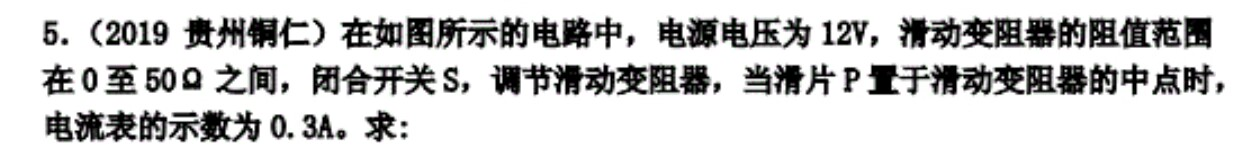 5.（2019 贵州铜仁）在如图所示的电路中，电源电压为 12V，滑动变阻器的阻值范围
在 0 至 50Ω 之间，闭合开关 S，调节滑动变阻器，当滑片 P 置于滑动变阻器的中点时，
电流表的示数为 0.3A。求: